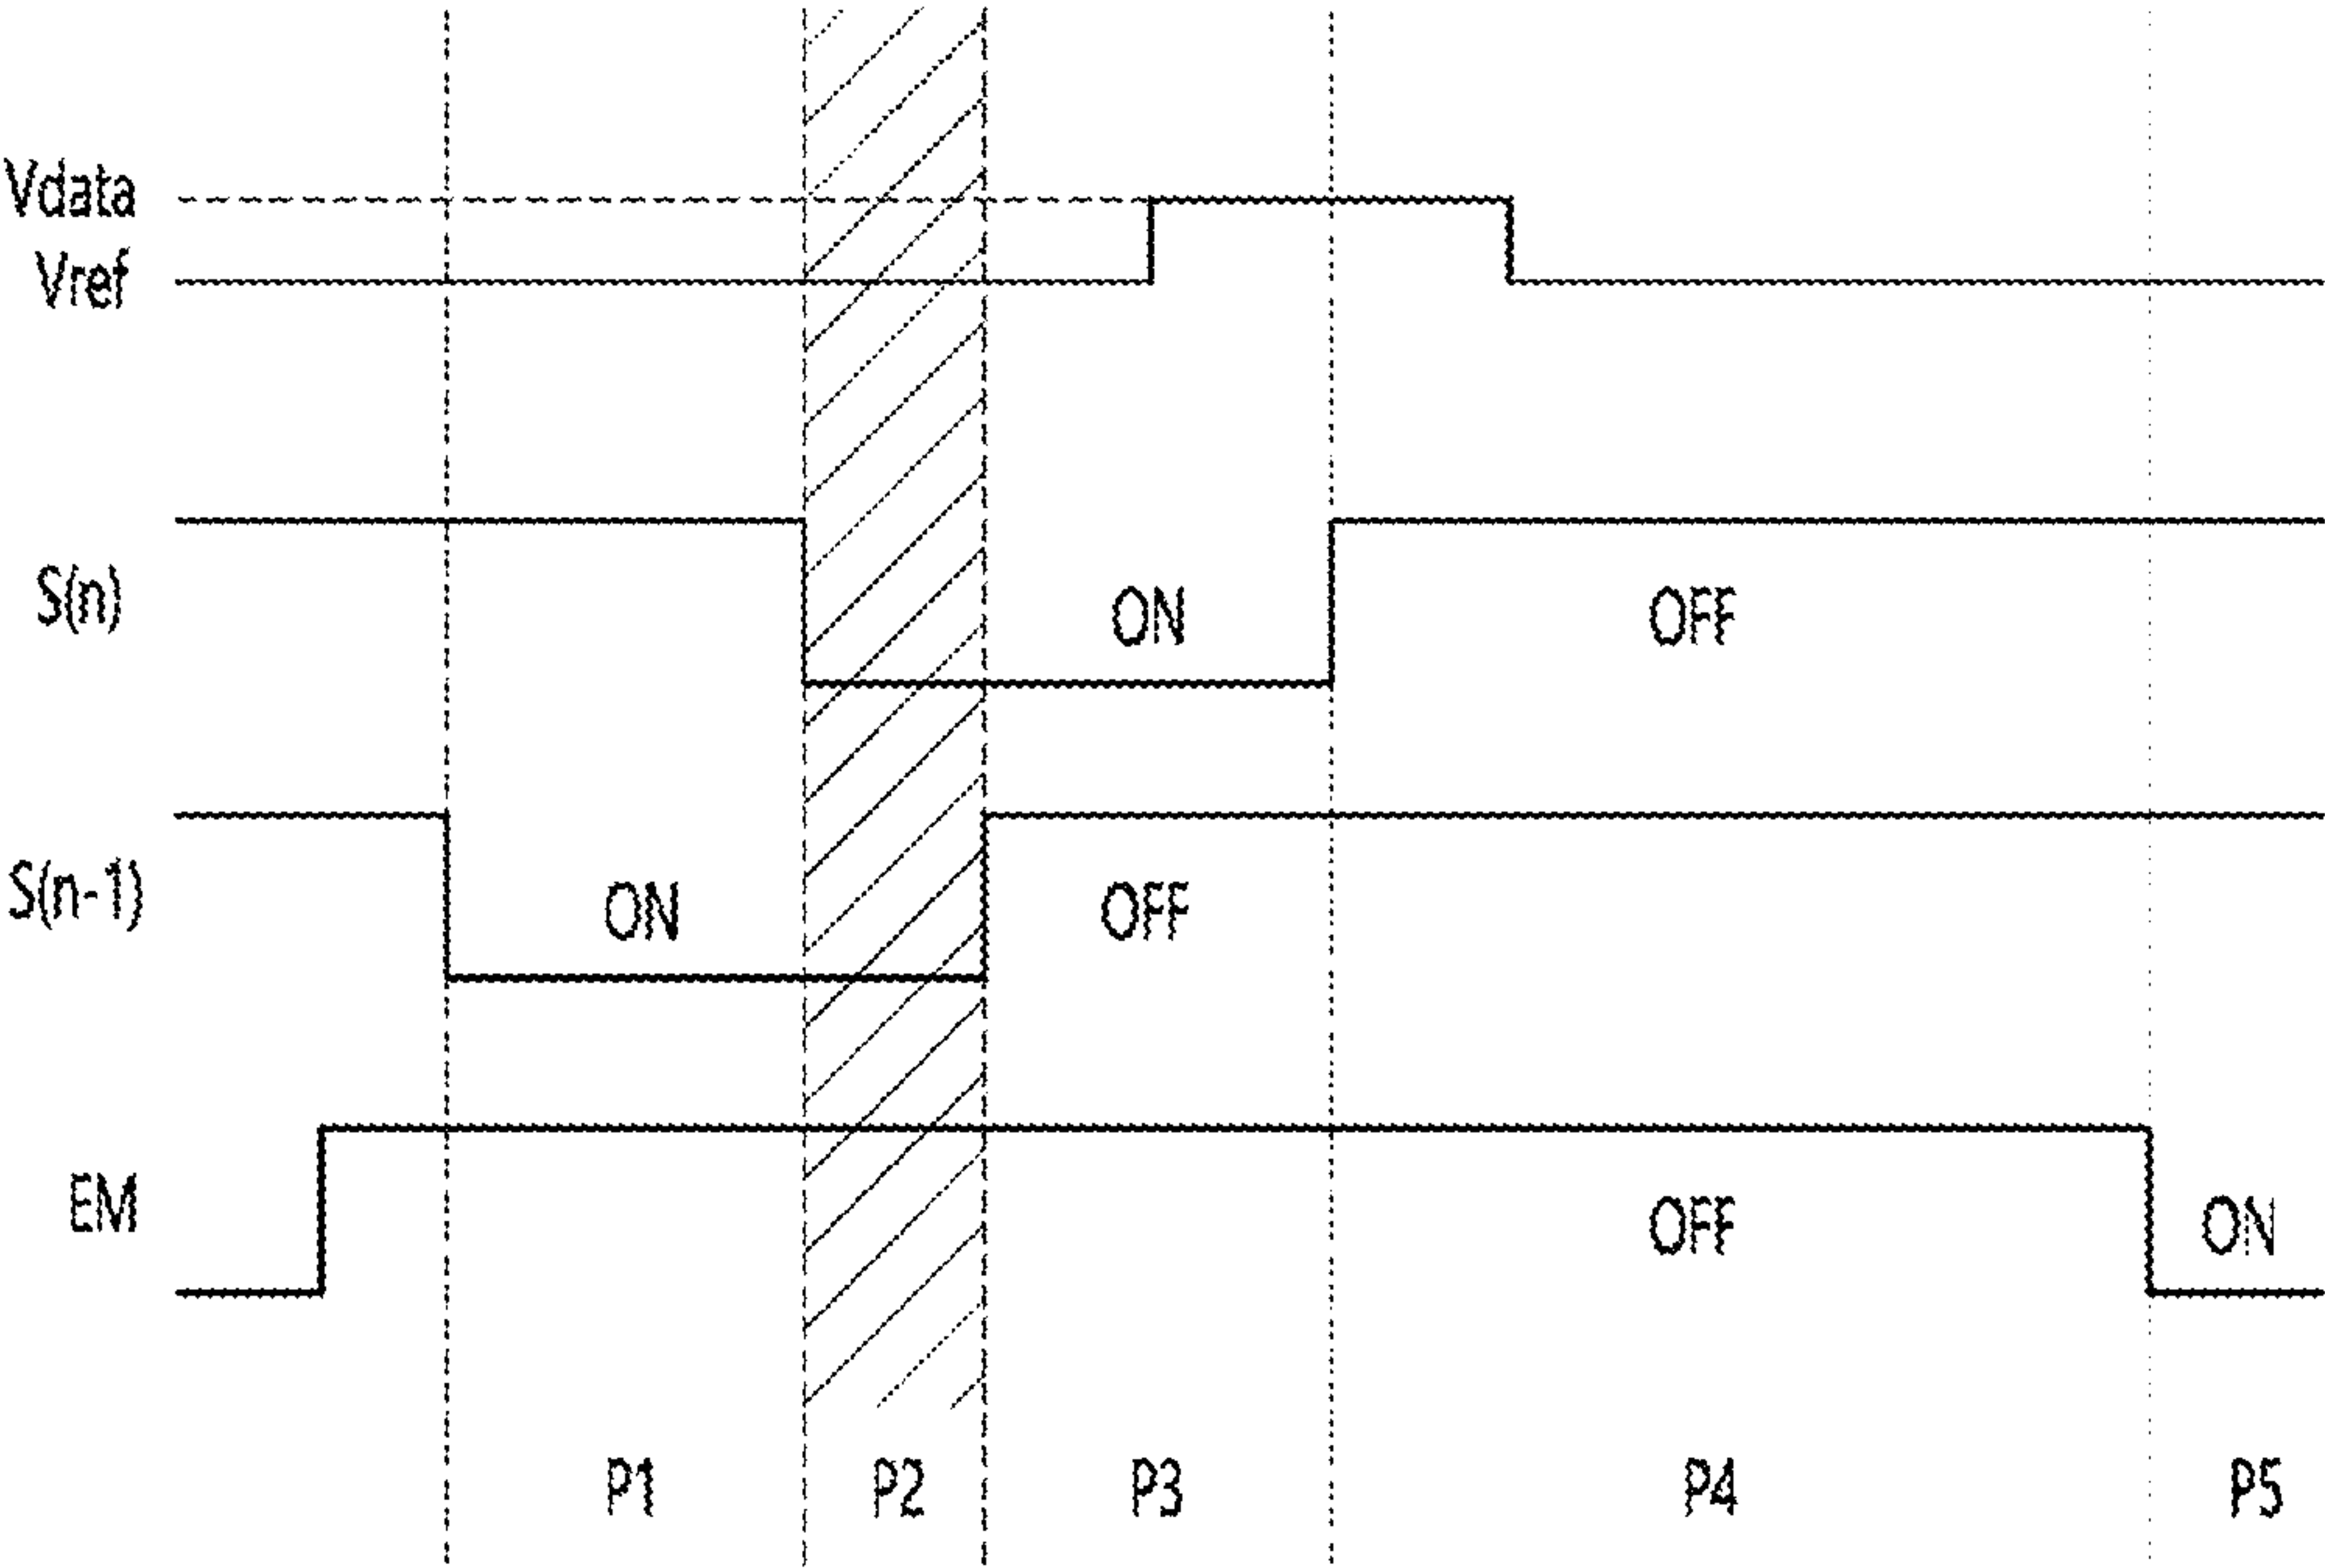 Vdata
Vref
S(n)
ON
OFF
S(n-1)
ON
OFF
EM
OFF
ON
P1
P2
P3
P4
P5